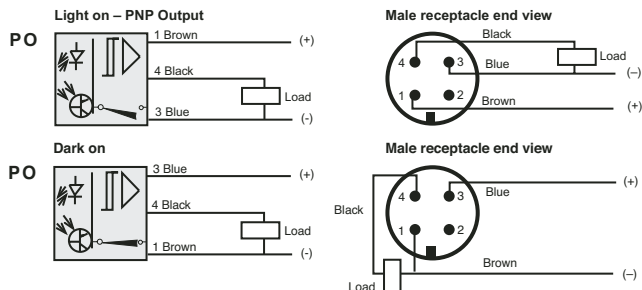 Light on – PNP Output
PO
1 Brown
(+)
4 Black
Load
3 Blue
(-)
Male receptacle end view
Black
4
3
Blue
Load
(–)
1
2
Brown
(+)
Dark on
PO
3 Blue
(+)
4 Black
Load
1 Brown
(-)
Male receptacle end view
4
3
Blue
(+)
Black
1
2
Brown
(–)
Load